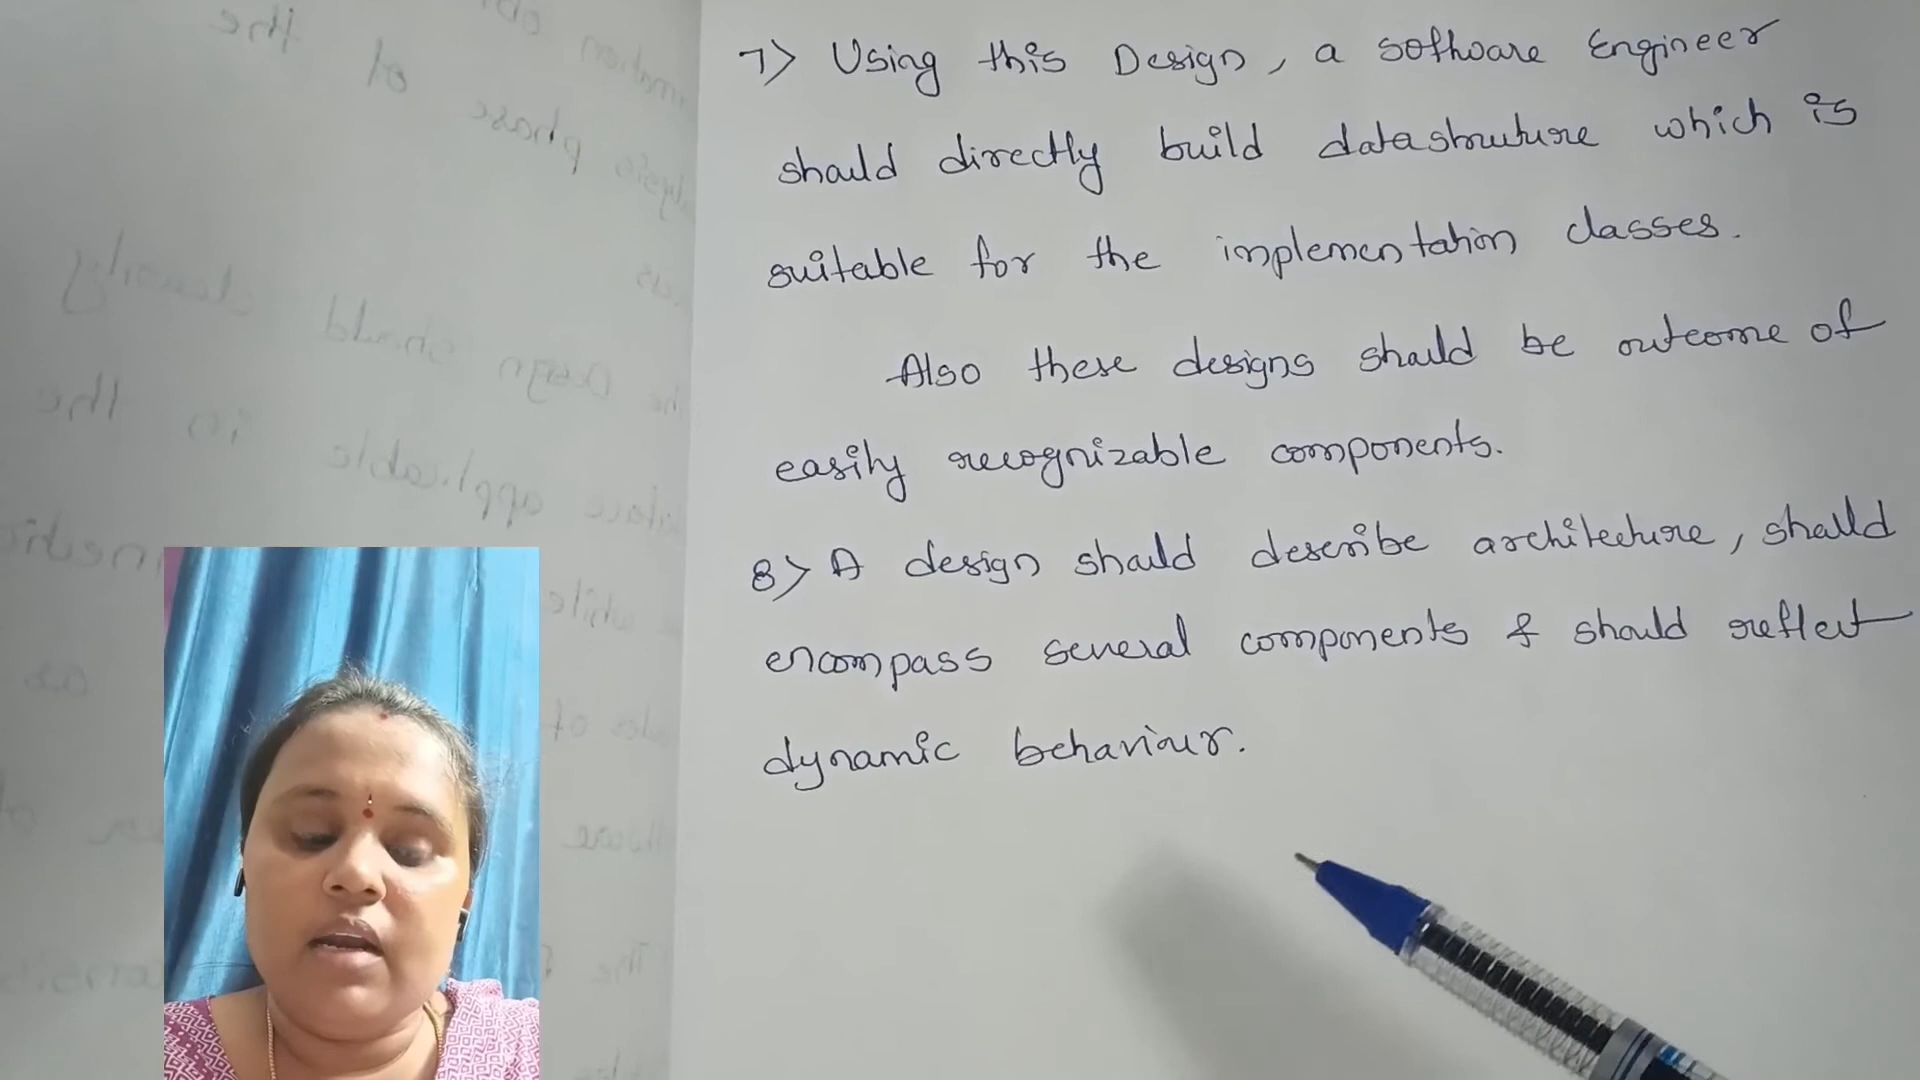 7> Using this Design, a software Engineer
should directly build datastructure which is
suitable for the implementation classes.
Also these designs should be outcome of
easily recognizable components.
8> A design should describe architecture, should
encompass several components & should reflect
dynamic behaviour.